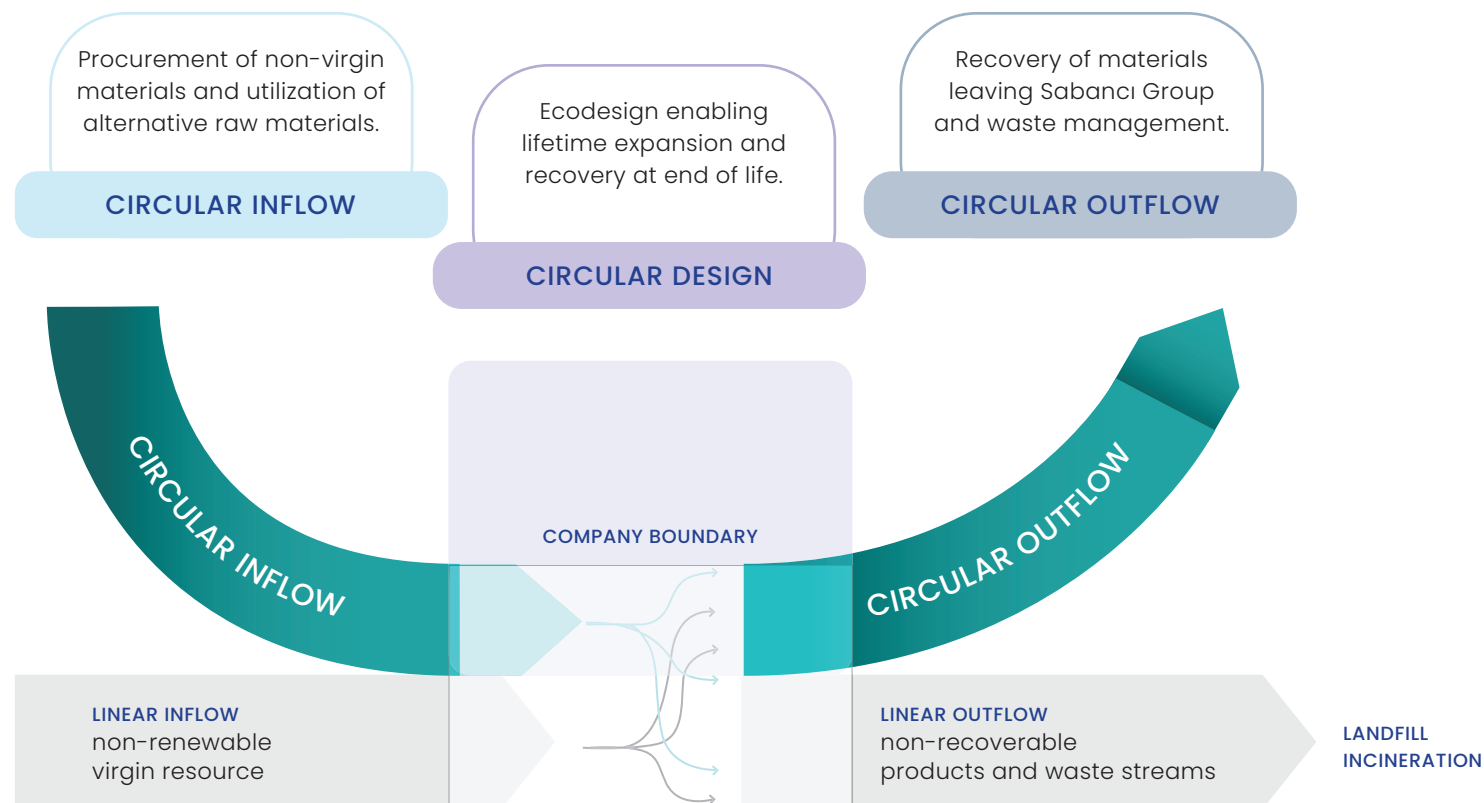 Procurement of non-virgin
materials and utilization of
alternative raw materials.
CIRCULAR INFLOW
Ecodesign enabling
lifetime expansion and
recovery at end of life.
CIRCULAR DESIGN
Recovery of materials
leaving Sabancı Group
and waste management.
CIRCULAR OUTFLOW
CIRCULAR INFLOW
COMPANY BOUNDARY
CIRCULAR OUTFLOW
LINEAR INFLOW
non-renewable
virgin resource
LINEAR OUTFLOW
non-recoverable
products and waste streams
LANDFILL
INCINERATION